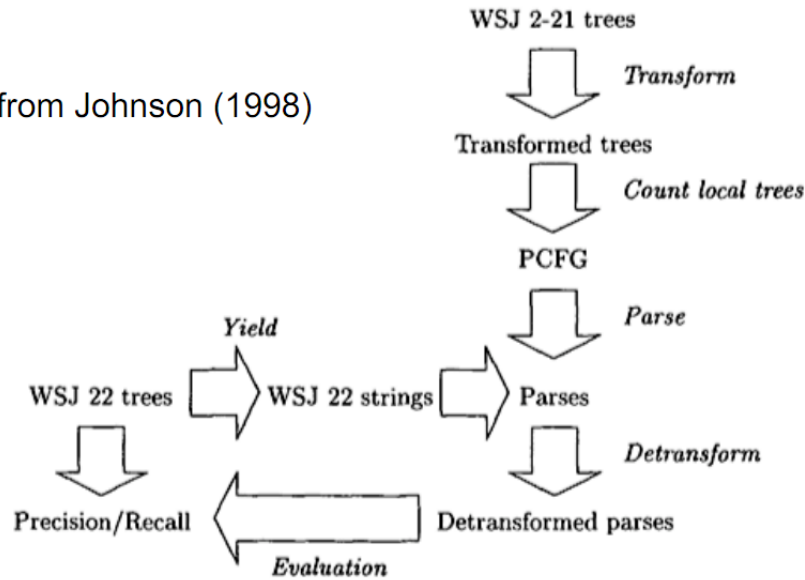 WSJ 2-21 trees
Transform
from Johnson (1998)
Transformed trees
Count local trees
PCFG
Parse
Yield
WSJ 22 trees
WSJ 22 strings
Parses
Detransform
Precision/Recall
Detransformed parses
Evaluation